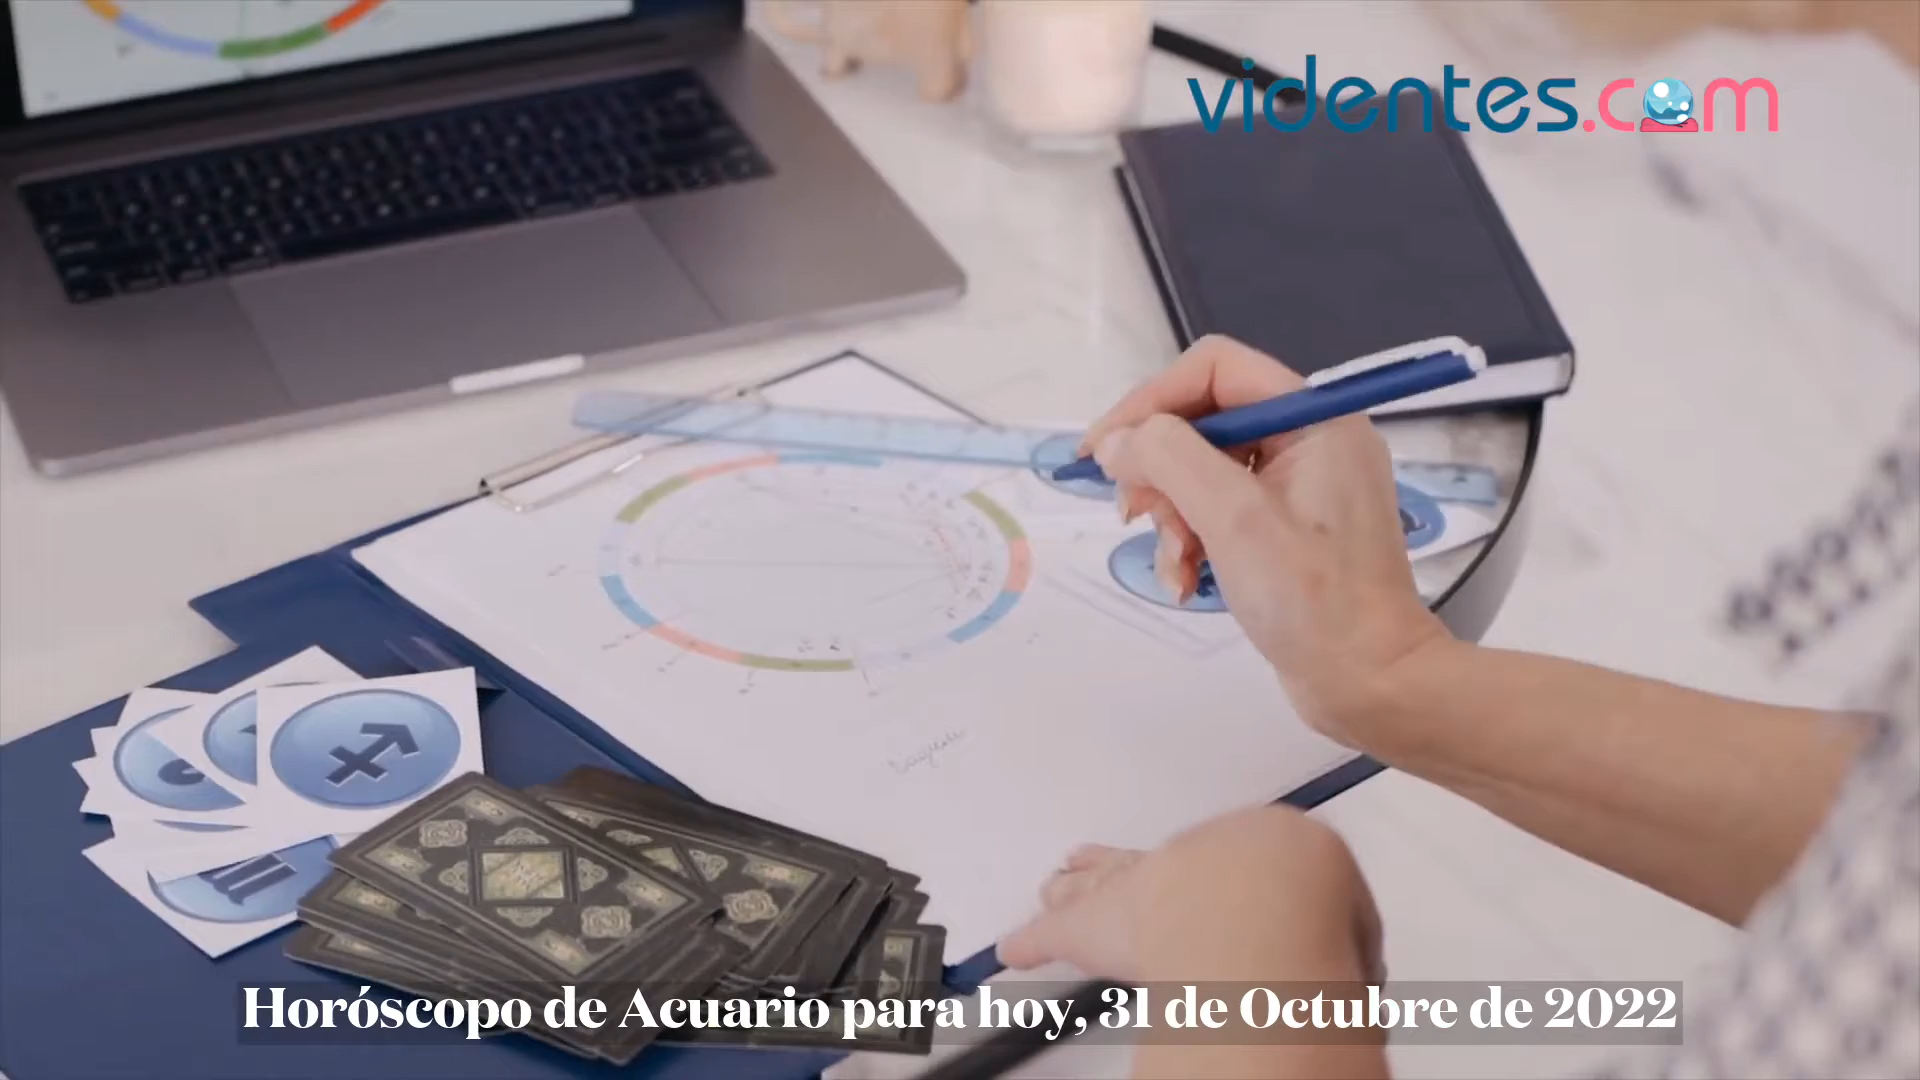 videntes.com
Horóscopo de Acuario para hoy, 31 de Octubre de 2022